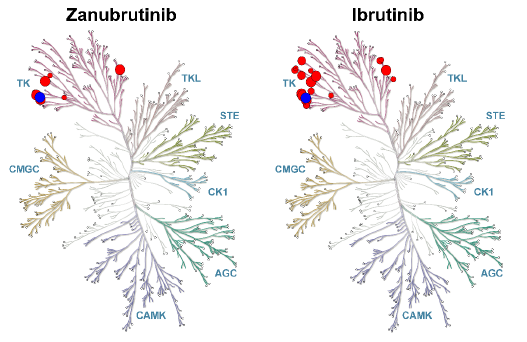 Zanubrutinib
TK
TKL
STE
CMGC
CK1
AGC
CAMK
Ibrutinib
TK
TKL
STE
CMGC
CK1
AGC
CAMK